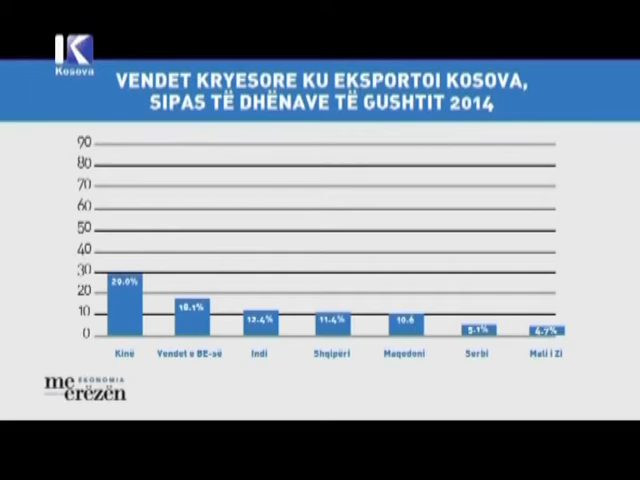 K
Kosova
VENDET KRYESORE KU EKSPORTOI KOSOVA,
SIPAS TË DHËNAVE TË GUSHTIT 2014
90
80
70
60
50
40
30
20
10
0
29.0%
18.1%
12.4%
11.4%
10.6
5.1%
4.7%
Kinë Vendet e BE-së Indi Shqipëri Maqedoni Serbi Mali i Zi
me EKONOMIA
erëzën